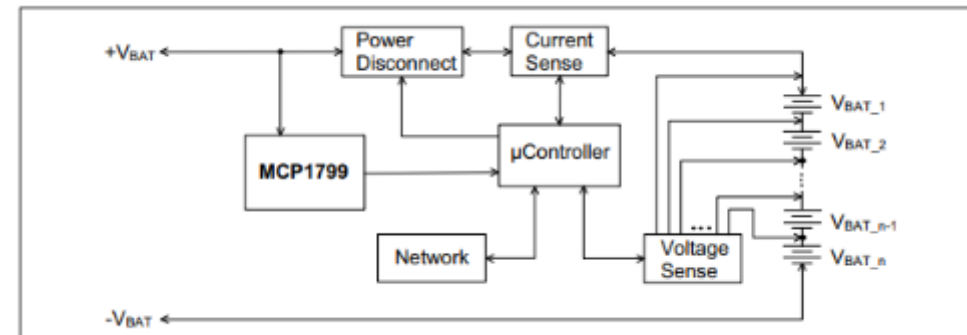 +VBAT
Power
Disconnect
Current
Sense
VBAT_1
VBAT_2
MCP1799
µController
...
...
VBAT_n-1
VBAT_n
Network
Voltage
Sense
-VBAT